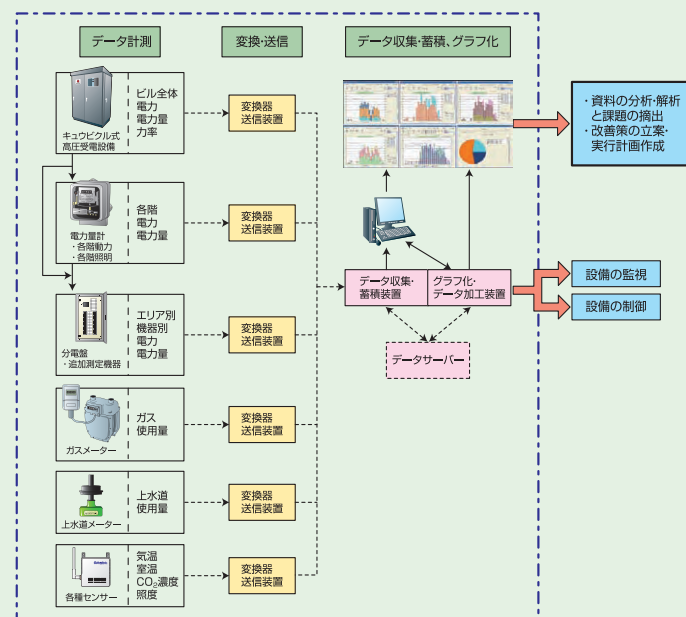 データ計測
変換・送信
データ収集・蓄積、グラフ化
ビル全体
電力
電力量
力率
キュウビクル式
高圧受電設備
変換器
送信装置
・資料の分析・解析
と課題の摘出
・改善策の立案・
実行計画作成
各階
電力
電力量
電力量計
・各階動力
・各階照明
変換器
送信装置
データ収集・
蓄積装置
グラフ化・
データ加工装置
設備の監視
設備の制御
データサーバー
エリア別
機器別
電力
電力量
分電盤
・追加測定機器
変換器
送信装置
ガス
使用量
ガスメーター
変換器
送信装置
上水道
使用量
上水道メーター
変換器
送信装置
気温
室温
CO₂濃度
照度
各種センサー
変換器
送信装置